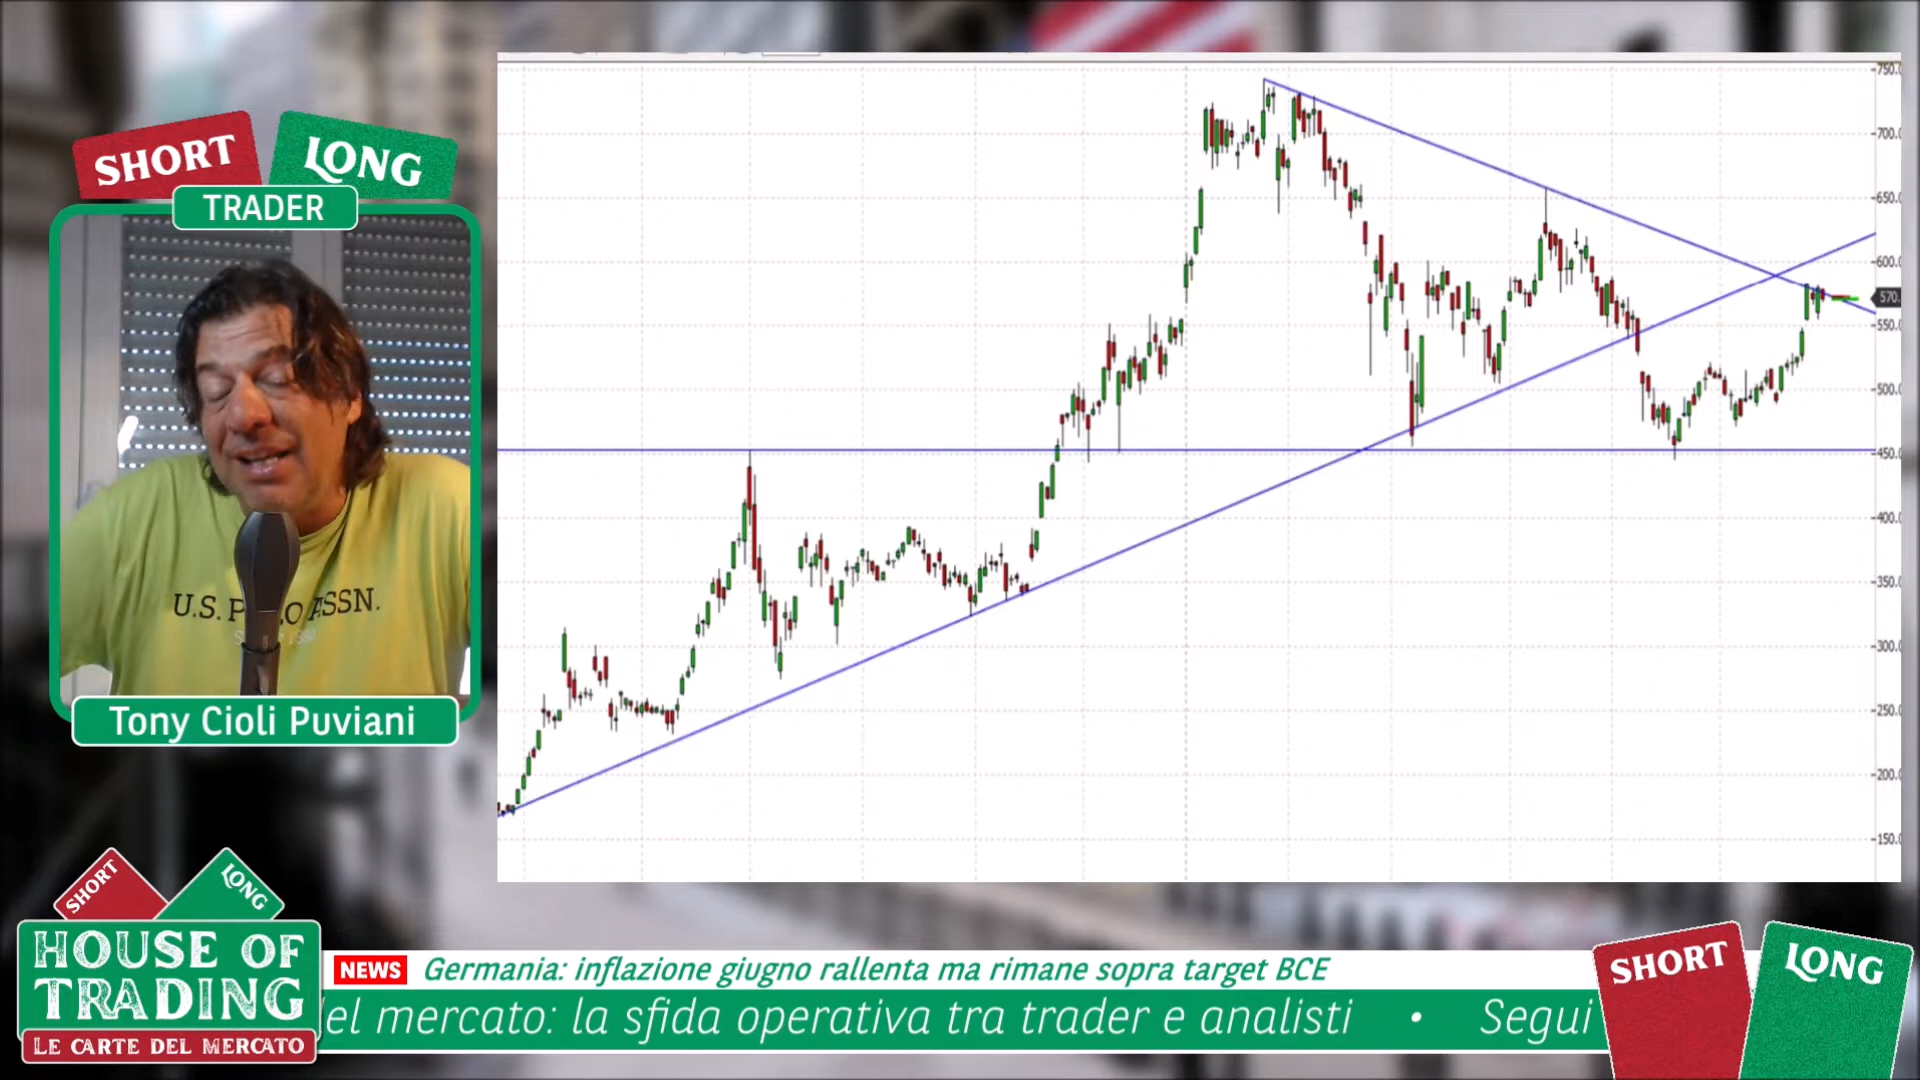 SHORT
LONG
TRADER
U.S. P
ASSN.
Tony Cioli Puviani
750.
700.
650.
600.
570.
550.
500.
450.
400.
350.
300.
250.
200.
150.
SHORT
LONG
HOUSE OF
TRADING
LE CARTE DEL MERCATO
NEWS Germania: inflazione giugno rallenta ma rimane sopra target BCE
el mercato: la sfida operativa tra trader e analisti • Segui
SHORT
LONG